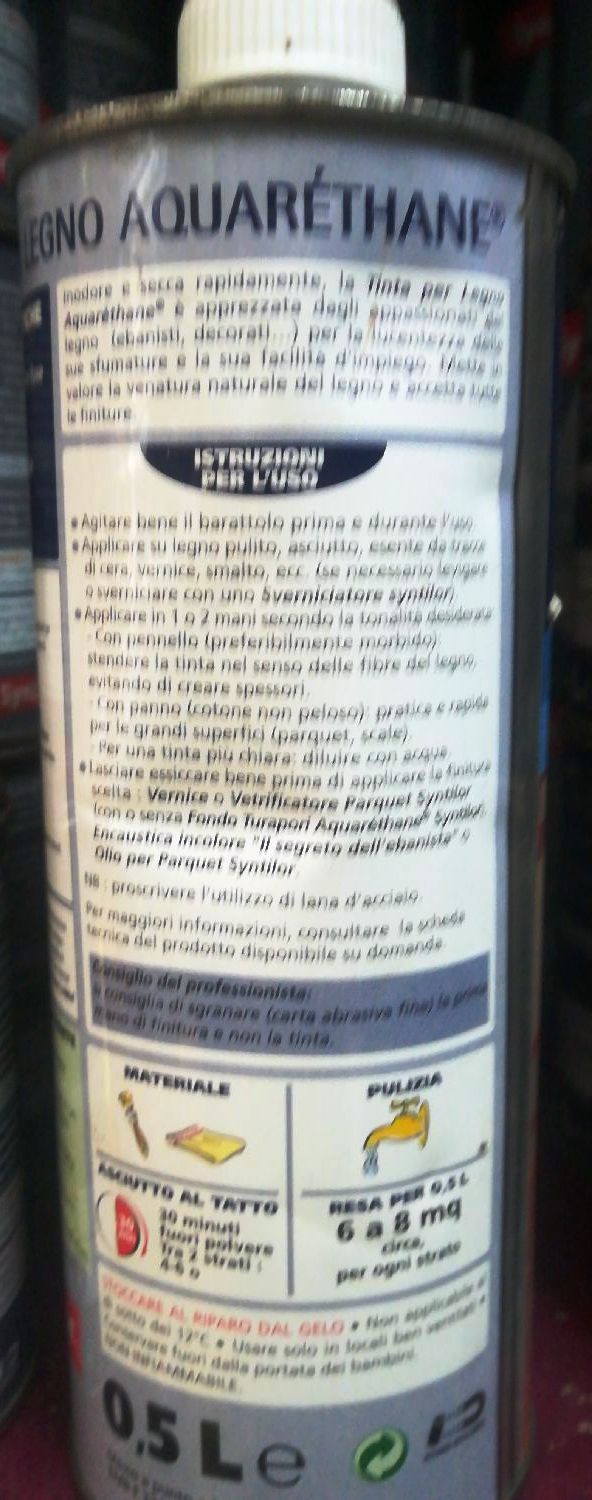 LEGNO AQUARÉTHANE®
Inodore e secca rapidamente, la Tinta per Legno
Aquaréthane® è apprezzata dagli appassionati del
legno (ebanisti, decorati...) per la lucentezza delle
sue sfumature e la sua facilità d'impiego. Mette in
valore la venatura naturale del legno e accetta tutte
le finiture.
ISTRUZIONI
PER L'USO
• Agitare bene il barattolo prima e durante l'uso.
• Applicare su legno pulito, asciutto, esente da tracce
di cera, vernice, smalto, ecc. (se necessario levigare
o sverniciare con uno Sverniciatore syntilor).
• Applicare in 1 o 2 mani secondo la tonalità desiderata
- Con pennello (preferibilmente morbido):
stendere la tinta nel senso delle fibre del legno,
evitando di creare spessori.
- Con panno (cotone non peloso): pratica e rapida
per le grandi superfici (parquet, scale).
- Per una tinta più chiara: diluire con acqua.
• Lasciare essiccare bene prima di applicare la finitura
scelta : Vernice o Vetrificatore Parquet Syntilor
(con o senza Fondo Turapori Aquaréthane® Syntilor,
Encaustica Incolore "Il segreto dell'ebanista" o
Olio per Parquet Syntilor.
NB : proscrivere l'utilizzo di lana d'acciaio.
Per maggiori informazioni, consultare la scheda
tecnica del prodotto disponibile su domanda.
Consiglio del professionista:
consiglia di sgranare (carta abrasiva fine) la prima
mano di finitura e non la tinta.
MATERIALE
PULIZIA
ASCIUTTO AL TATTO
30 minuti
fuori polvere
Tra 2 strati :
4-6 o
RESA PER 0,5 L
6 a 8 mq
circa,
per ogni strato
STOCCARE AL RIPARO DAL GELO • Non applicabile al
di sotto dei 12°C • Usare solo in locali ben ventilati •
Conservare fuori dalla portata dei bambini.
NON INFIAMMABILE.
0,5 L e